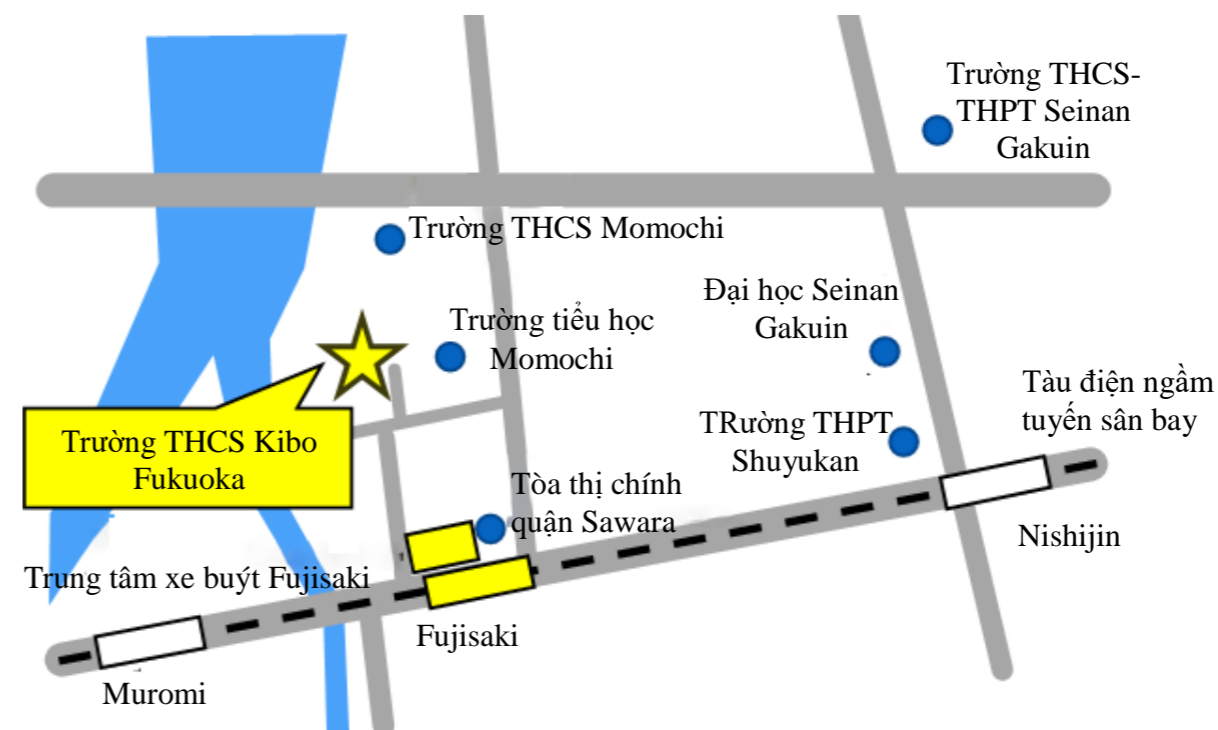 Trường THCS-
THPT Seinan
Gakuin
Trường THCS Momochi
Đại học Seinan
Gakuin
Trường tiểu học
Momochi
Tàu điện ngầm
tuyến sân bay
TRường THPT
Shuyukan
Trường THCS Kibo
Fukuoka
Tòa thị chính
quận Sawara
Nishijin
Trung tâm xe buýt Fujisaki
Fujisaki
Muromi